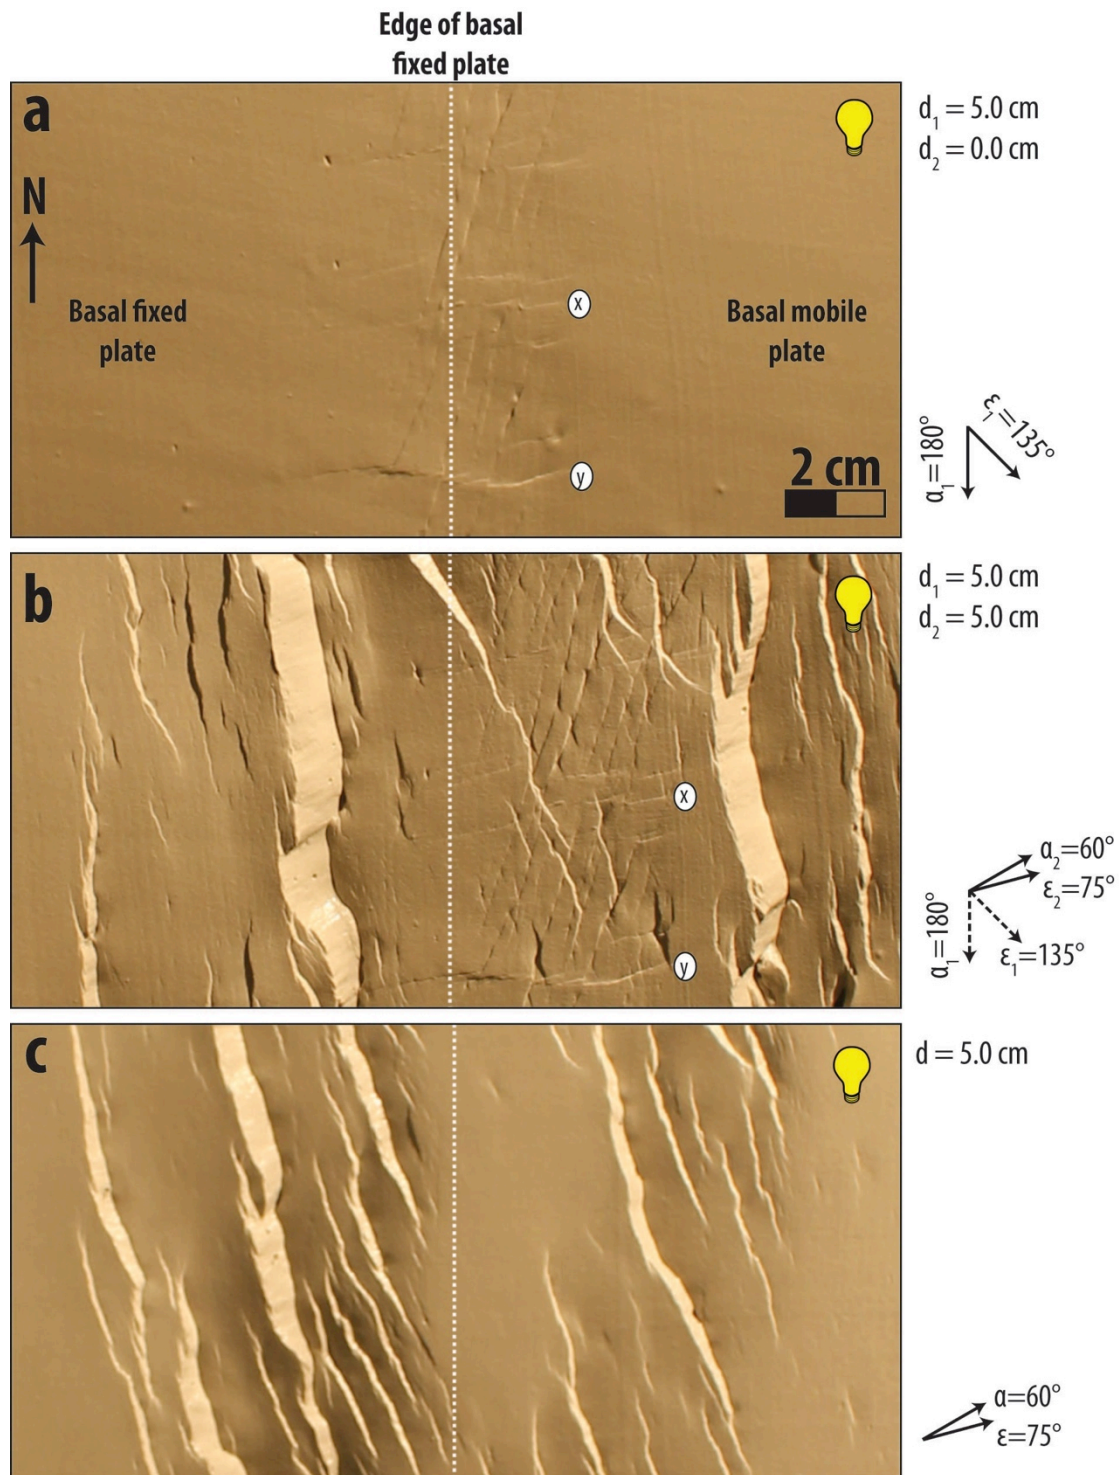 Edge of basal
fixed plate
a
N
Basal fixed
plate
x
Basal mobile
plate
y
2 cm
d₁ = 5.0 cm
d₂ = 0.0 cm
α₁=180°
ε₁=135°
b
x
y
d₁ = 5.0 cm
d₂ = 5.0 cm
α₂=60°
ε₂=75°
α₁=180°
ε₁=135°
c
d = 5.0 cm
α=60°
ε=75°